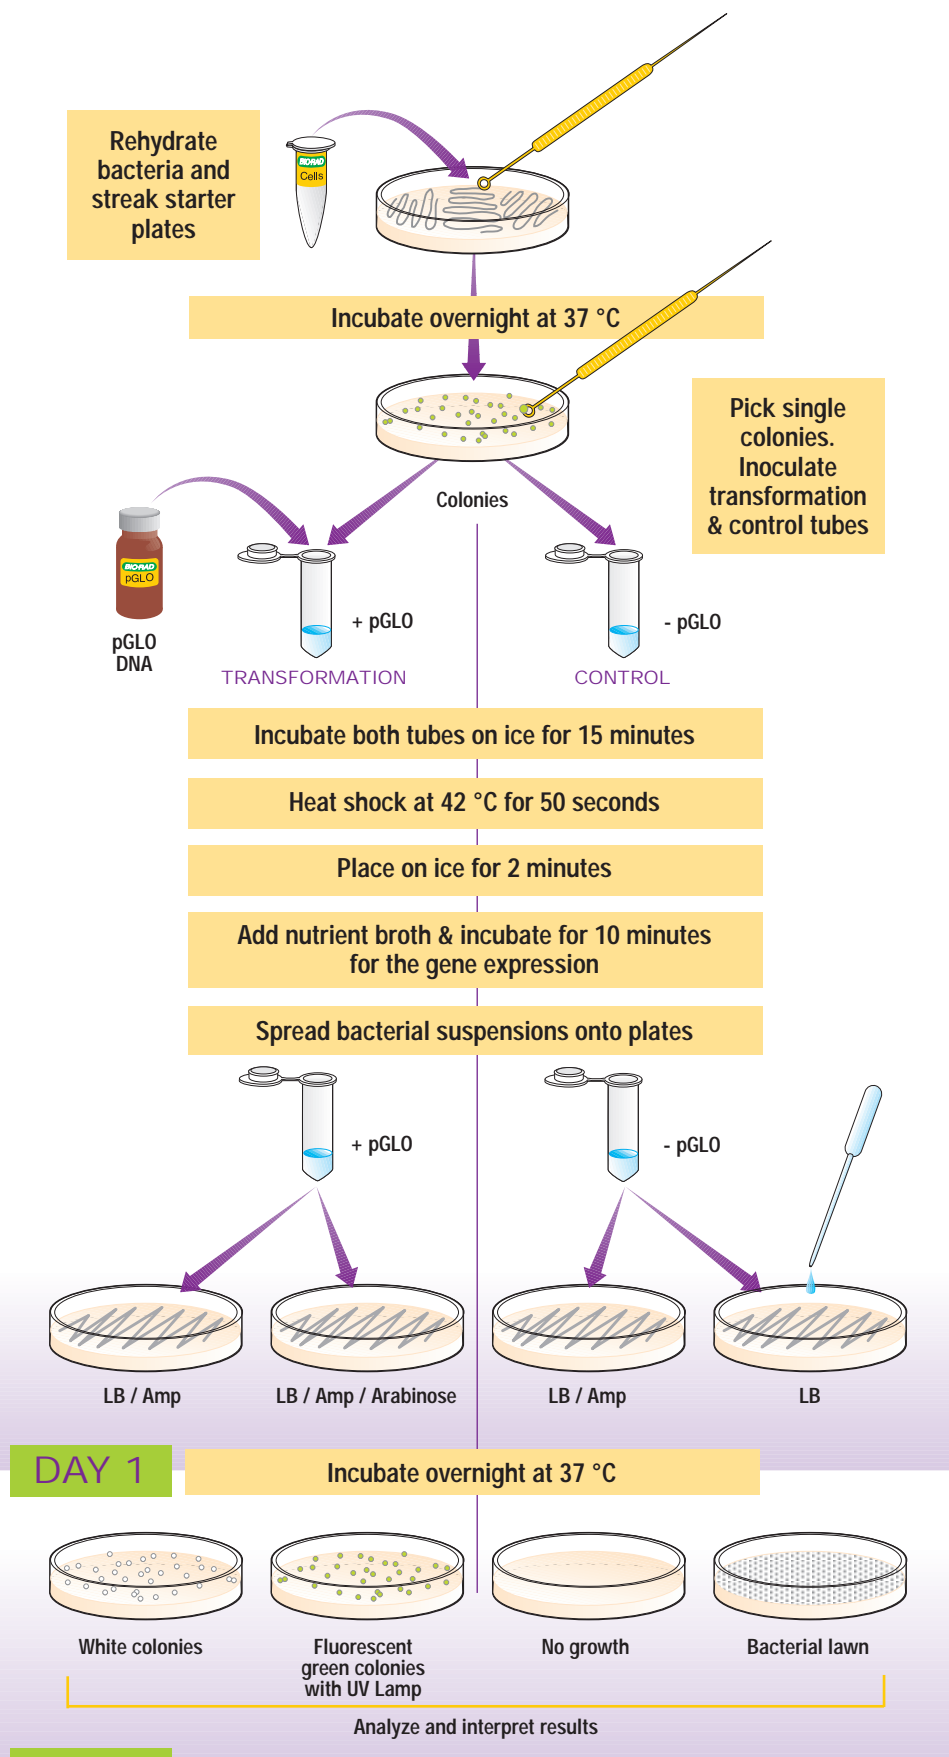 Rehydrate
bacteria and
streak starter
plates
BIO-RAD
Cells
Incubate overnight at 37 °C
Pick single
colonies.
Inoculate
transformation
& control tubes
Colonies
BIO-RAD
pGLO
pGLO
DNA
+ pGLO
- pGLO
TRANSFORMATION
CONTROL
Incubate both tubes on ice for 15 minutes
Heat shock at 42 °C for 50 seconds
Place on ice for 2 minutes
Add nutrient broth & incubate for 10 minutes
for the gene expression
Spread bacterial suspensions onto plates
+ pGLO
- pGLO
LB / Amp
LB / Amp / Arabinose
LB / Amp
LB
DAY 1
Incubate overnight at 37 °C
White colonies
Fluorescent
green colonies
with UV Lamp
No growth
Bacterial lawn
Analyze and interpret results